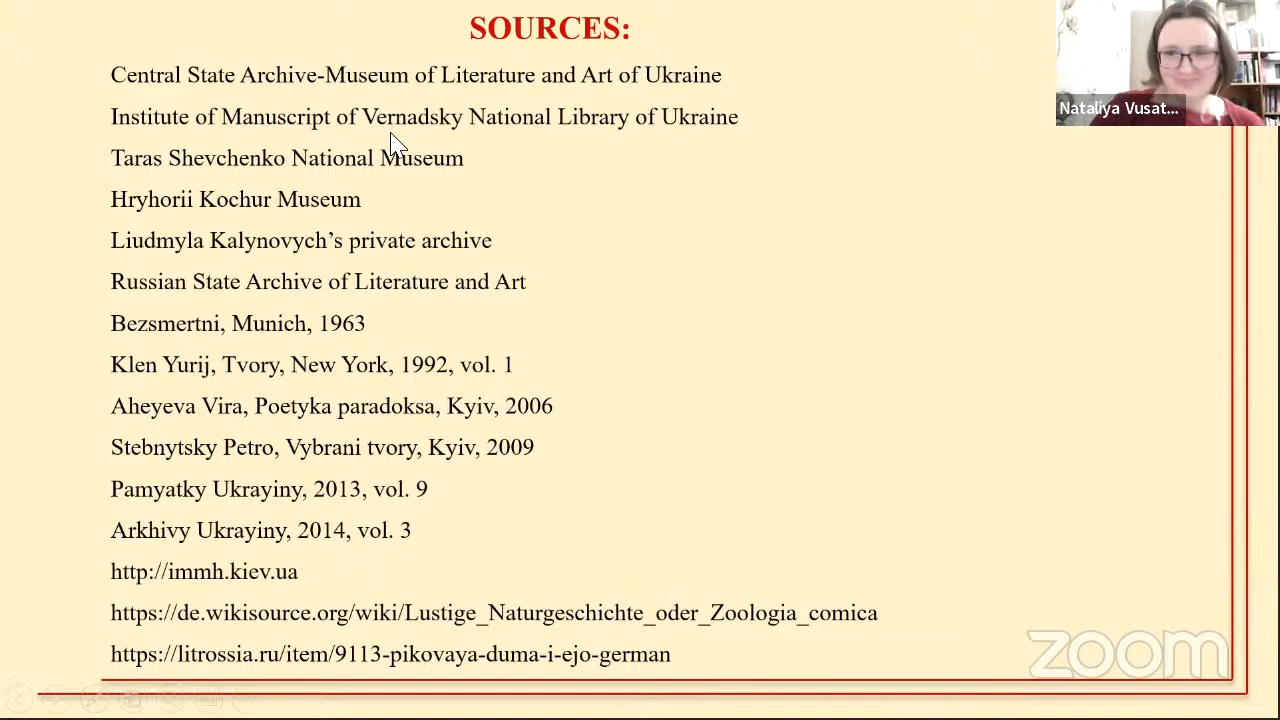 SOURCES:
Central State Archive-Museum of Literature and Art of Ukraine
Institute of Manuscript of Vernadsky National Library of Ukraine
Taras Shevchenko National Museum
Hryhorii Kochur Museum
Liudmyla Kalynovych’s private archive
Russian State Archive of Literature and Art
Bezsmertni, Munich, 1963
Klen Yurij, Tvory, New York, 1992, vol. 1
Aheyeva Vira, Poetyka paradoksa, Kyiv, 2006
Stebnytsky Petro, Vybrani tvory, Kyiv, 2009
Pamyatky Ukrayiny, 2013, vol. 9
Arkhivy Ukrayiny, 2014, vol. 3
http://immh.kiev.ua
https://de.wikisource.org/wiki/Lustige_Naturgeschichte_oder_Zoologia_comica
https://litrossia.ru/item/9113-pikovaya-duma-i-ejo-german
Nataliya Vusat...
zoom